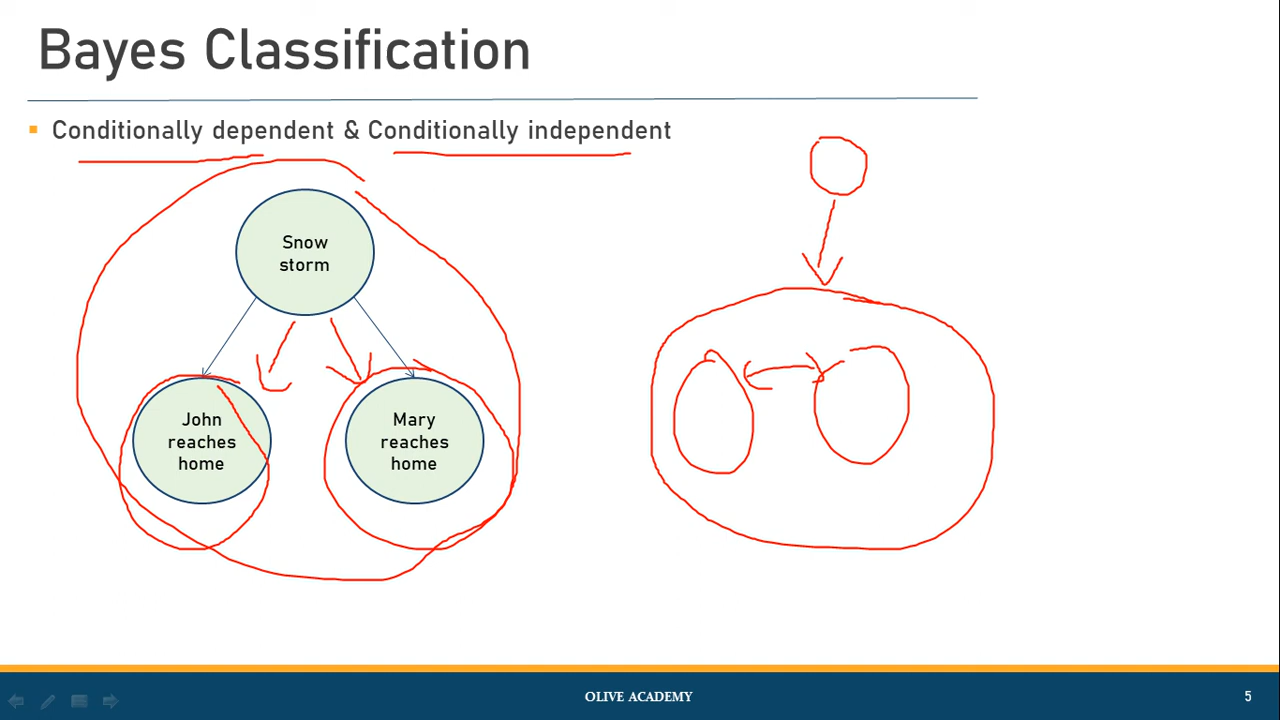 Bayes Classification
Conditionally dependent & Conditionally independent
Snow
storm
John
reaches
home
Mary
reaches
home
OLIVE ACADEMY
5